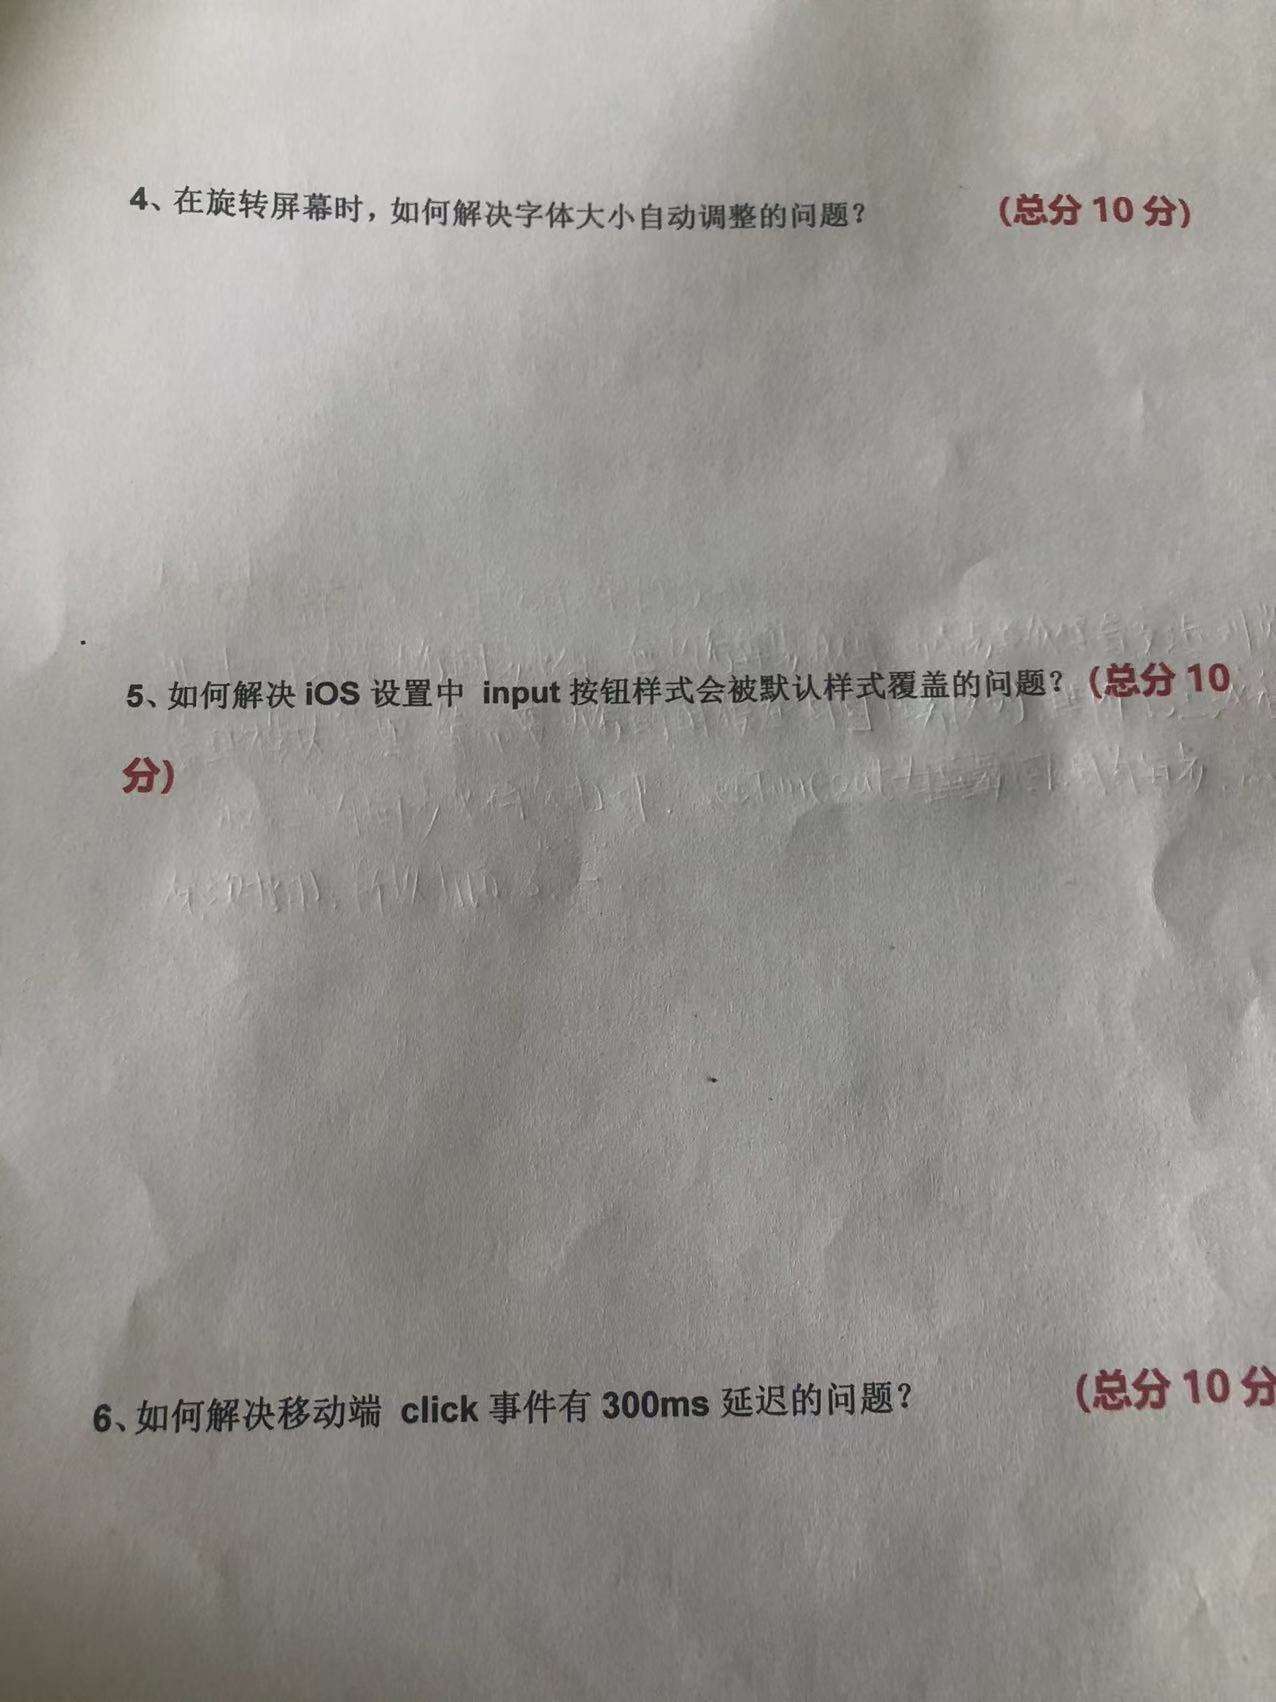 4、在旋转屏幕时，如何解决字体大小自动调整的问题？ (总分 10 分)
5、如何解决 iOS 设置中 input 按钮样式会被默认样式覆盖的问题？ (总分 10
分)
6、如何解决移动端 click 事件有 300ms 延迟的问题？ (总分 10 分